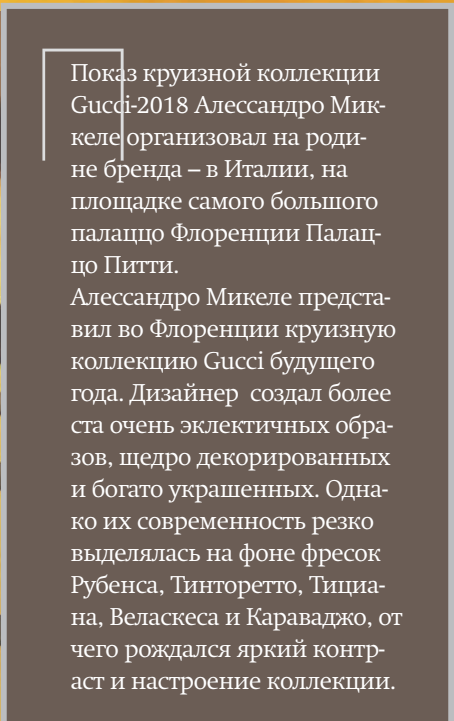 Показ круизной коллекции
Gucci-2018 Алессандро Мик-
келе организовал на роди-
не бренда – в Италии, на
площадке самого большого
палаццо Флоренции Палац-
цо Питти.
Алессандро Микеле предста-
вил во Флоренции круизную
коллекцию Gucci будущего
года. Дизайнер создал более
ста очень эклектичных обра-
зов, щедро декорированных
и богато украшенных. Одна-
ко их современность резко
выделялась на фоне фресок
Рубенса, Тинторетто, Тициа-
на, Веласкеса и Караваджо, от
чего рождался яркий контр-
аст и настроение коллекции.